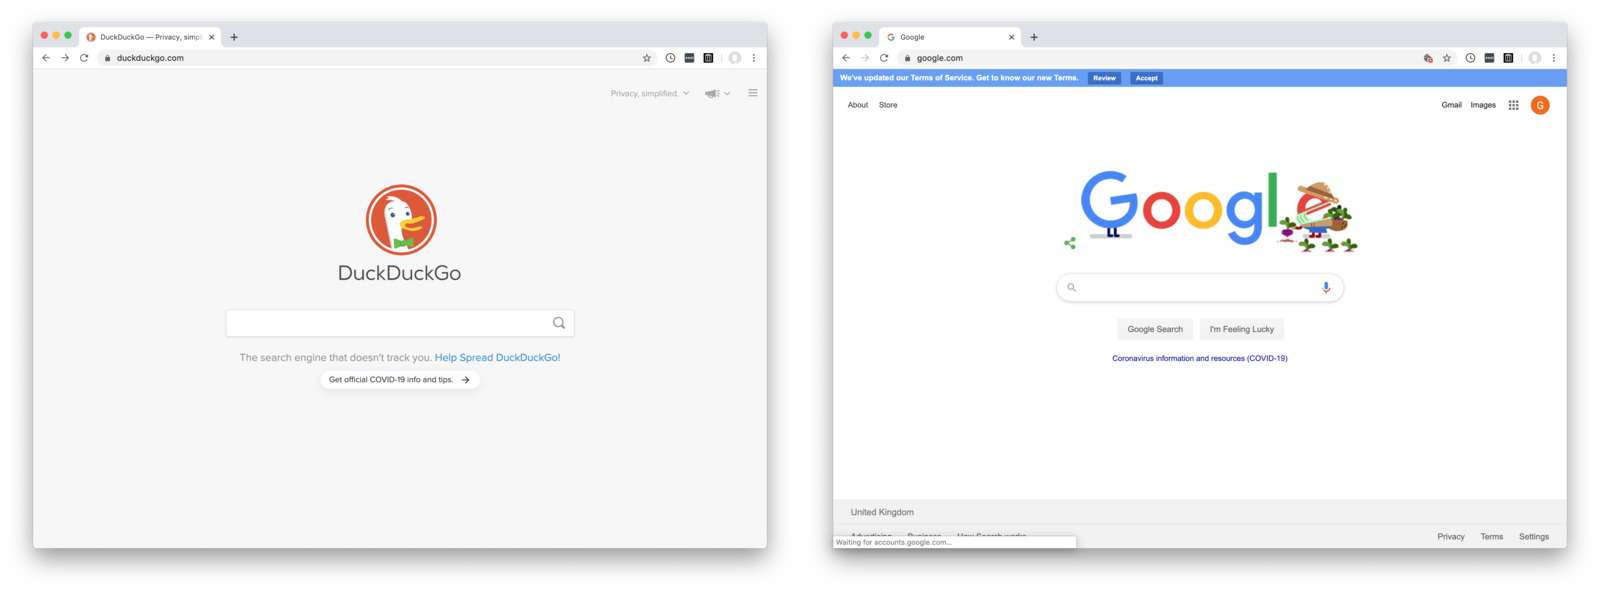 DuckDuckGo — Privacy, simpli
duckduckgo.com
Privacy, simplified.
DuckDuckGo
The search engine that doesn't track you. Help Spread DuckDuckGo!
Get official COVID-19 info and tips.
Google
google.com
We've updated our Terms of Service. Get to know our new Terms. Review Accept
About Store Gmail Images G
Google
Google Search I'm Feeling Lucky
Coronavirus information and resources (COVID-19)
United Kingdom
Advertising Business How Search works Privacy Terms Settings
Waiting for accounts.google.com...